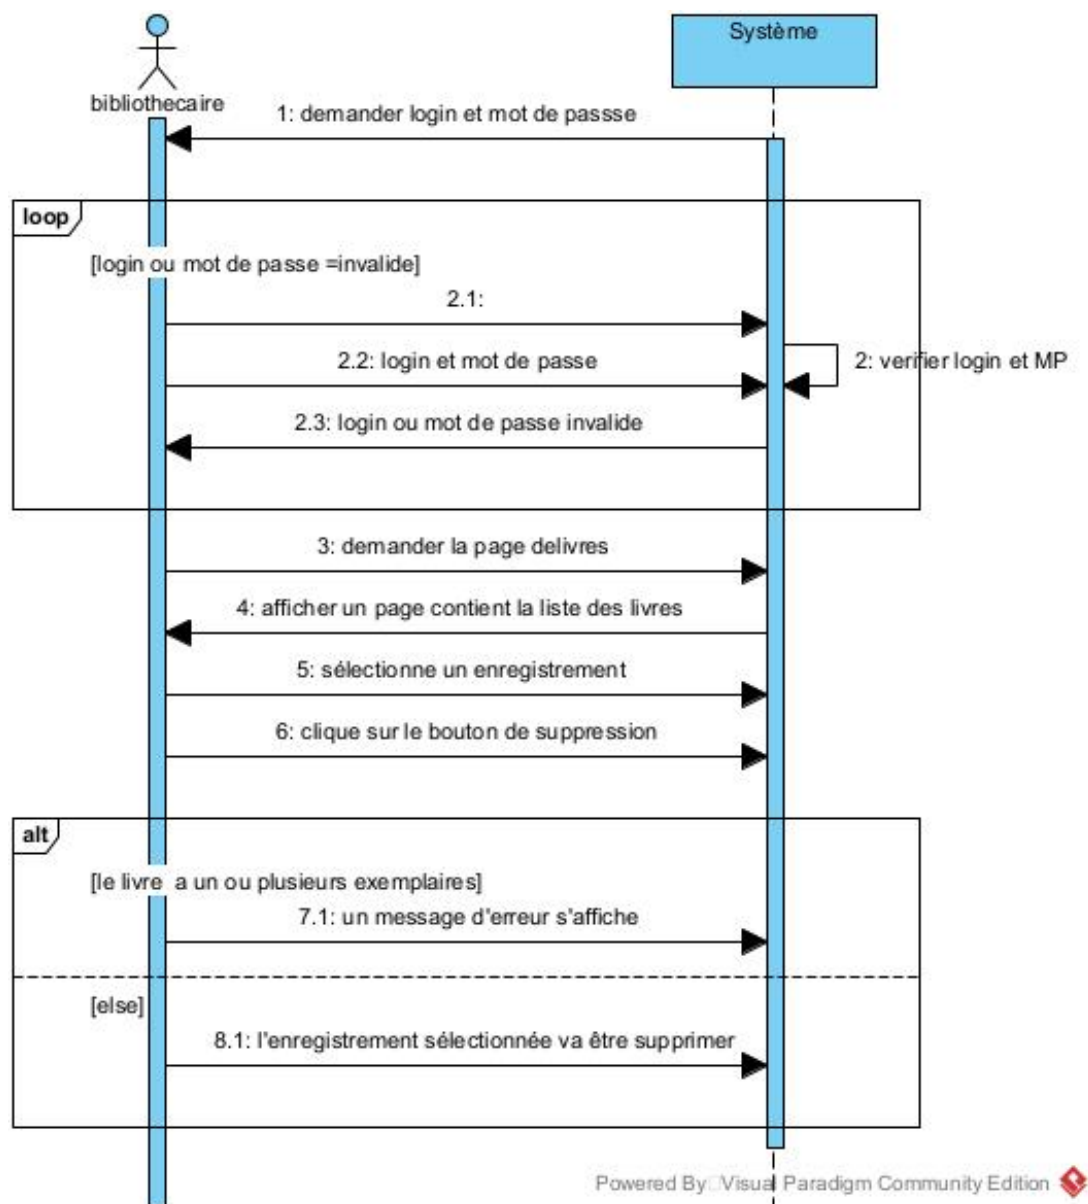 Système
bibliothecaire
1: demander login et mot de passse
loop
[login ou mot de passe =invalide]
2.1:
2.2: login et mot de passe
2: verifier login et MP
2.3: login ou mot de passe invalide
3: demander la page delivres
4: afficher un page contient la liste des livres
5: sélectionne un enregistrement
6: clique sur le bouton de suppression
alt
[le livre a un ou plusieurs exemplaires]
7.1: un message d'erreur s'affiche
[else]
8.1: l'enregistrement sélectionnée va être supprimer
Powered By Visual Paradigm Community Edition